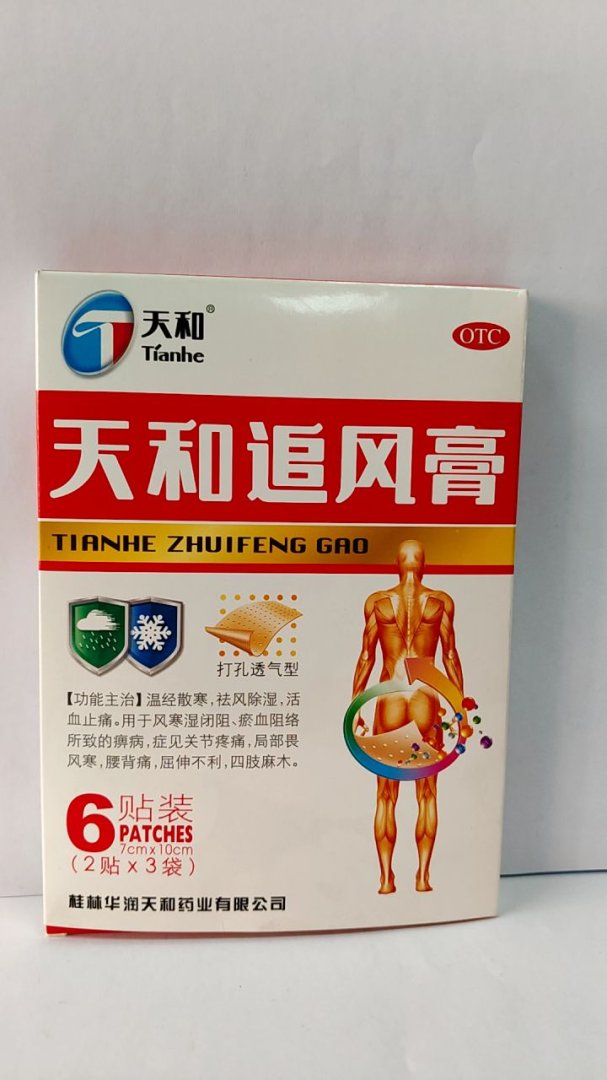 天和®
Tianhe
OTC
天和追风膏
TIANHE ZHUIFENG GAO
打孔透气型
【功能主治】温经散寒,祛风除湿,活
血止痛。用于风寒湿闭阻、瘀血阻络
所致的痹病,症见关节疼痛,局部畏
风寒,腰背痛,屈伸不利,四肢麻木。
6贴装
PATCHES
7cmx10cm
(2贴x3袋)
桂林华润天和药业有限公司